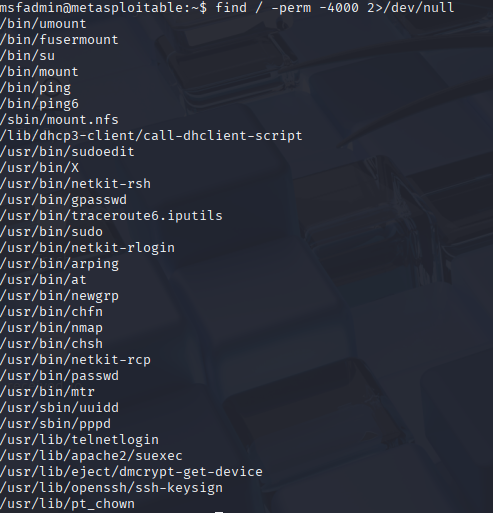 msfadmin@metasploitable:~$ find / -perm -4000 2>/dev/null
/bin/umount
/bin/fusermount
/bin/su
/bin/mount
/bin/ping
/bin/ping6
/sbin/mount.nfs
/lib/dhcp3-client/call-dhclient-script
/usr/bin/sudoedit
/usr/bin/X
/usr/bin/netkit-rsh
/usr/bin/gpasswd
/usr/bin/traceroute6.iputils
/usr/bin/sudo
/usr/bin/netkit-rlogin
/usr/bin/arping
/usr/bin/at
/usr/bin/newgrp
/usr/bin/chfn
/usr/bin/nmap
/usr/bin/chsh
/usr/bin/netkit-rcp
/usr/bin/passwd
/usr/bin/mtr
/usr/sbin/uuidd
/usr/sbin/pppd
/usr/lib/telnetlogin
/usr/lib/apache2/suexec
/usr/lib/eject/dmcrypt-get-device
/usr/lib/openssh/ssh-keysign
/usr/lib/pt_chown